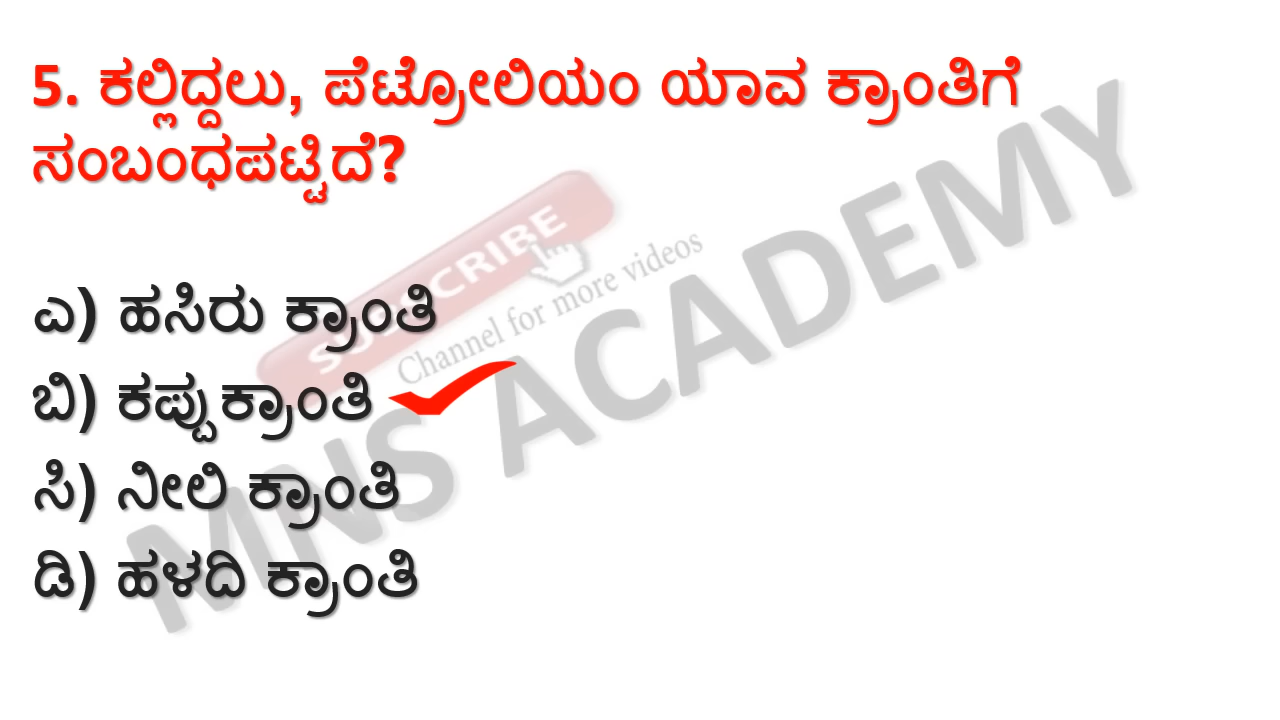 5. ಕಲ್ಲಿದ್ದಲು, ಪೆಟ್ರೋಲಿಯಂ ಯಾವ ಕ್ರಾಂತಿಗೆ
ಸಂಬಂಧಪಟ್ಟಿದೆ?
SUBSCRIBE
Channel for more videos
MNS ACADEMY
ಎ) ಹಸಿರು ಕ್ರಾಂತಿ
ಬಿ) ಕಪ್ಪುಕ್ರಾಂತಿ
ಸಿ) ನೀಲಿ ಕ್ರಾಂತಿ
ಡಿ) ಹಳದಿ ಕ್ರಾಂತಿ